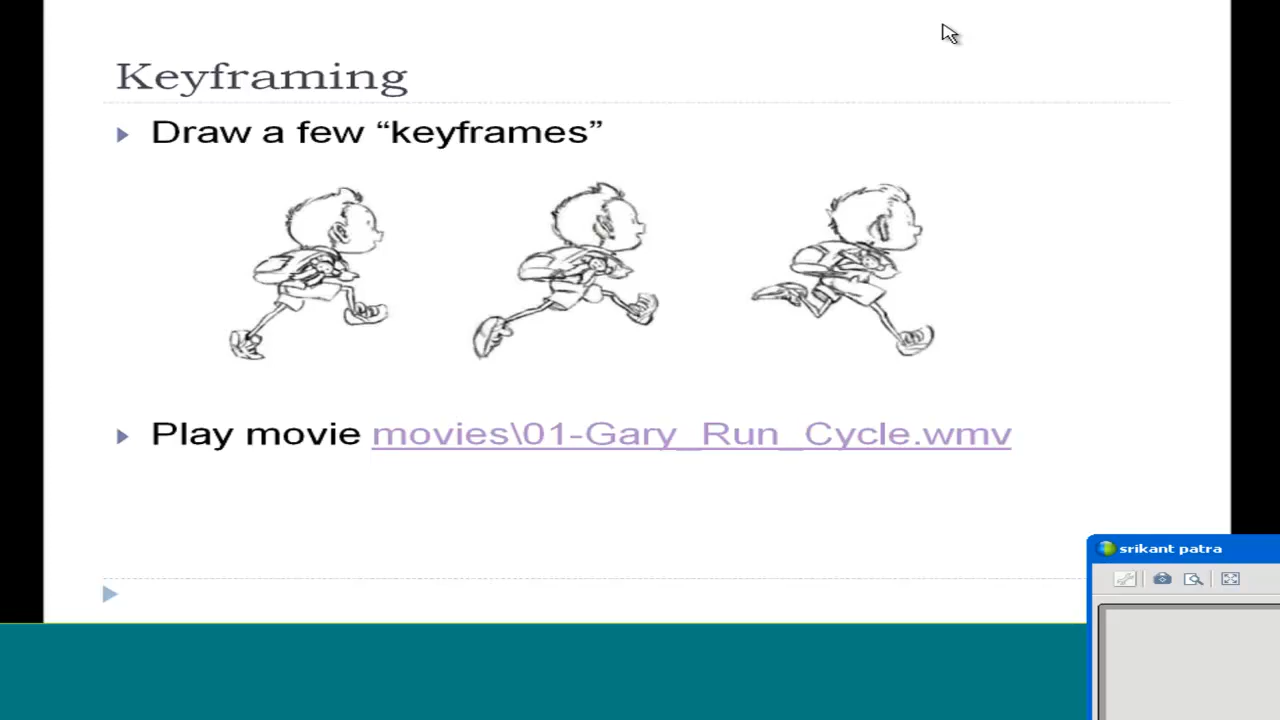 Keyframing
Draw a few “keyframes”
Play movie movies\01-Gary_Run_Cycle.wmv
srikant patra